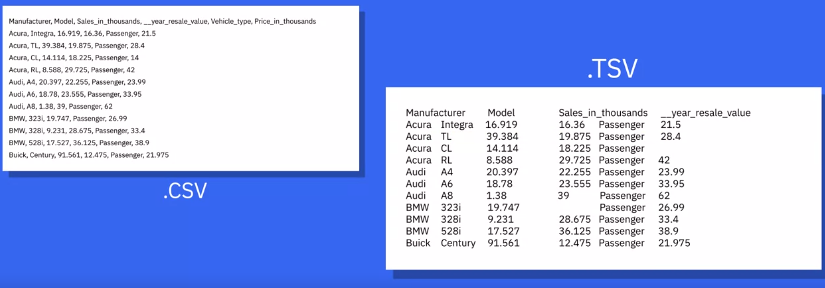 Manufacturer, Model, Sales_in_thousands, __year_resale_value, Vehicle_type, Price_in_thousands
Acura, Integra, 16.919, 16.36, Passenger, 21.5
Acura, TL, 39.384, 19.875, Passenger, 28.4
Acura, CL, 14.114, 18.225, Passenger, 14
Acura, RL, 8.588, 29.725, Passenger, 42
Audi, A4, 20.397, 22.255, Passenger, 23.99
Audi, A6, 18.78, 23.555, Passenger, 33.95
Audi, A8, 1.38, 39, Passenger, 62
BMW, 323i, 19.747, Passenger, 26.99
BMW, 328i, 9.231, 28.675, Passenger, 33.4
BMW, 528i, 17.527, 36.125, Passenger, 38.9
Buick, Century, 91.561, 12.475, Passenger, 21.975
.CSV
.TSV
Manufacturer Model Sales_in_thousands __year_resale_value
Acura Integra 16.919 16.36 Passenger 21.5
Acura TL 39.384 19.875 Passenger 28.4
Acura CL 14.114 18.225 Passenger
Acura RL 8.588 29.725 Passenger 42
Audi A4 20.397 22.255 Passenger 23.99
Audi A6 18.78 23.555 Passenger 33.95
Audi A8 1.38 39 Passenger 62
BMW 323i 19.747 Passenger 26.99
BMW 328i 9.231 28.675 Passenger 33.4
BMW 528i 17.527 36.125 Passenger 38.9
Buick Century 91.561 12.475 Passenger 21.975